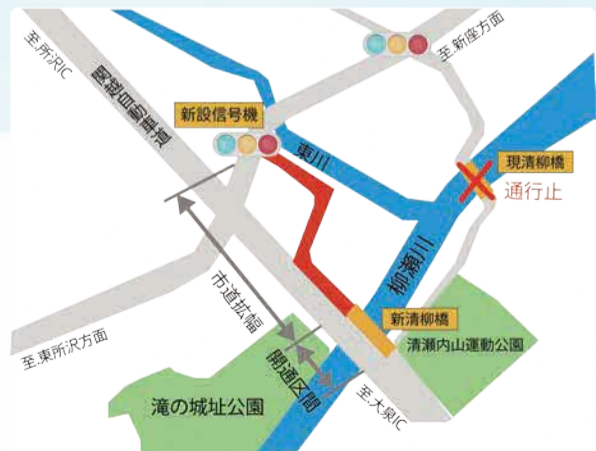 至.所沢IC
至.新座方面
関越自動車道
新設信号機
東川
現清柳橋
通行止
柳瀬川
市道拡幅
新清柳橋
清瀬内山運動公園
至.東所沢方面
開通区間
至.大泉IC
滝の城址公園